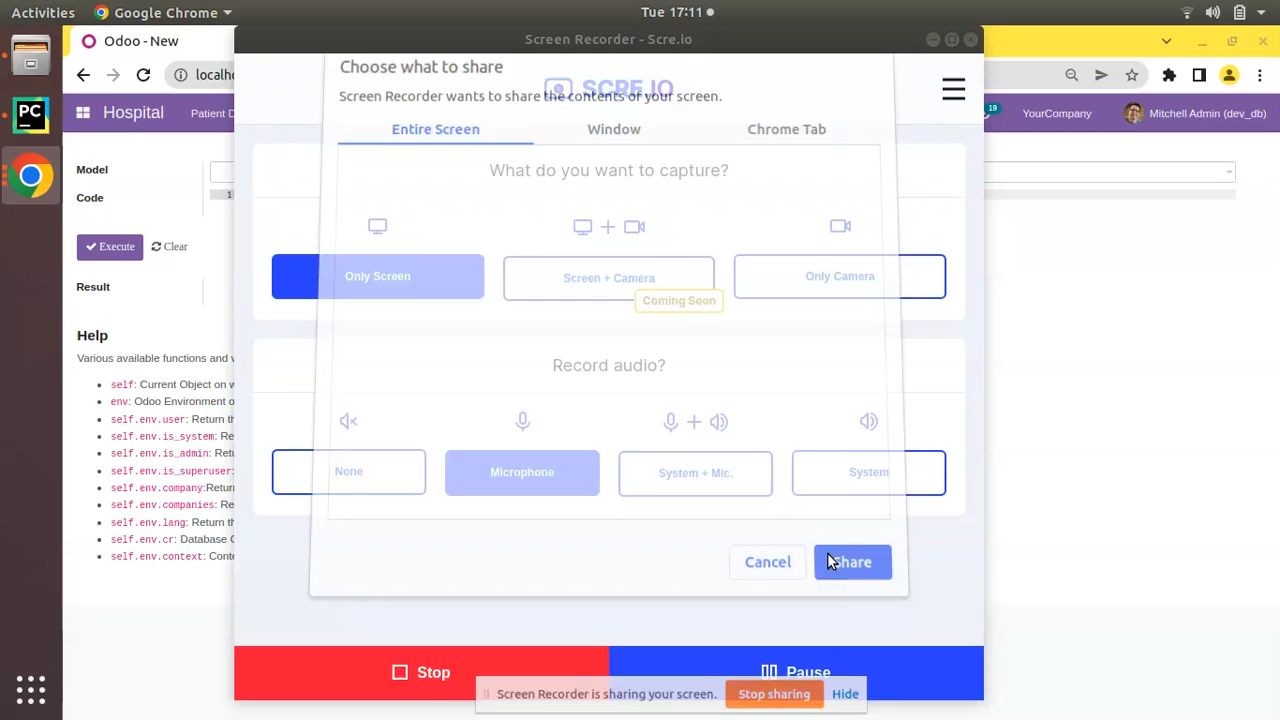 Activities
Google Chrome
Tue 17:11
Odoo - New
Screen Recorder - Scre.io
localh
Choose what to share
SCRE.IO
Screen Recorder wants to share the contents of your screen.
Hospital
Patient D
19
YourCompany
Mitchell Admin (dev_db)
Entire Screen
Window
Chrome Tab
Model
What do you want to capture?
Code
1
Execute
Clear
Only Screen
Screen + Camera
Only Camera
Coming Soon
Result
Help
Various available functions and v
Record audio?
self: Current Object on w
env: Odoo Environment o
self.env.user: Return th
self.env.is_system: Re
self.env.is_admin: Retu
self.env.is_superuser:
self.env.company:Retur
self.env.companies: Re
self.env.lang: Return th
self.env.cr: Database C
self.env.context: Conte
None
Microphone
System + Mic.
System
Cancel
Share
Stop
Pause
Screen Recorder is sharing your screen.
Stop sharing
Hide
PC